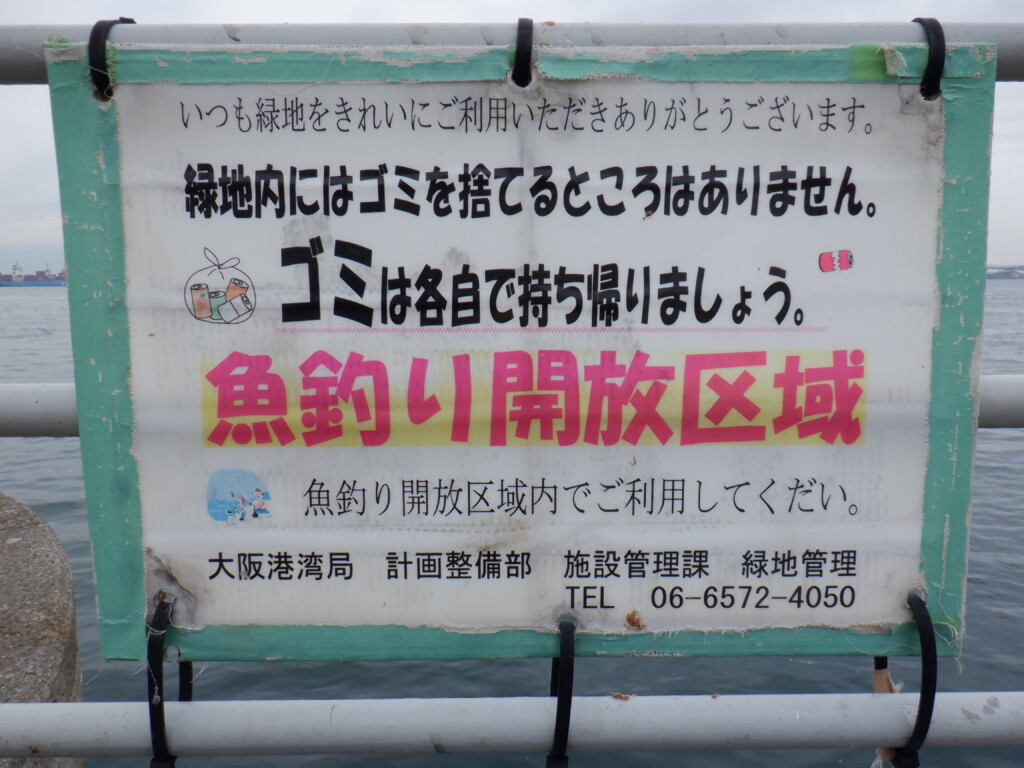 いつも緑地をきれいにご利用いただきありがとうございます。
緑地内にはゴミを捨てるところはありません。
ゴミは各自で持ち帰りましょう。
魚釣り開放区域
魚釣り開放区域内でご利用してくだい。
大阪港湾局 計画整備部 施設管理課 緑地管理
TEL 06-6572-4050